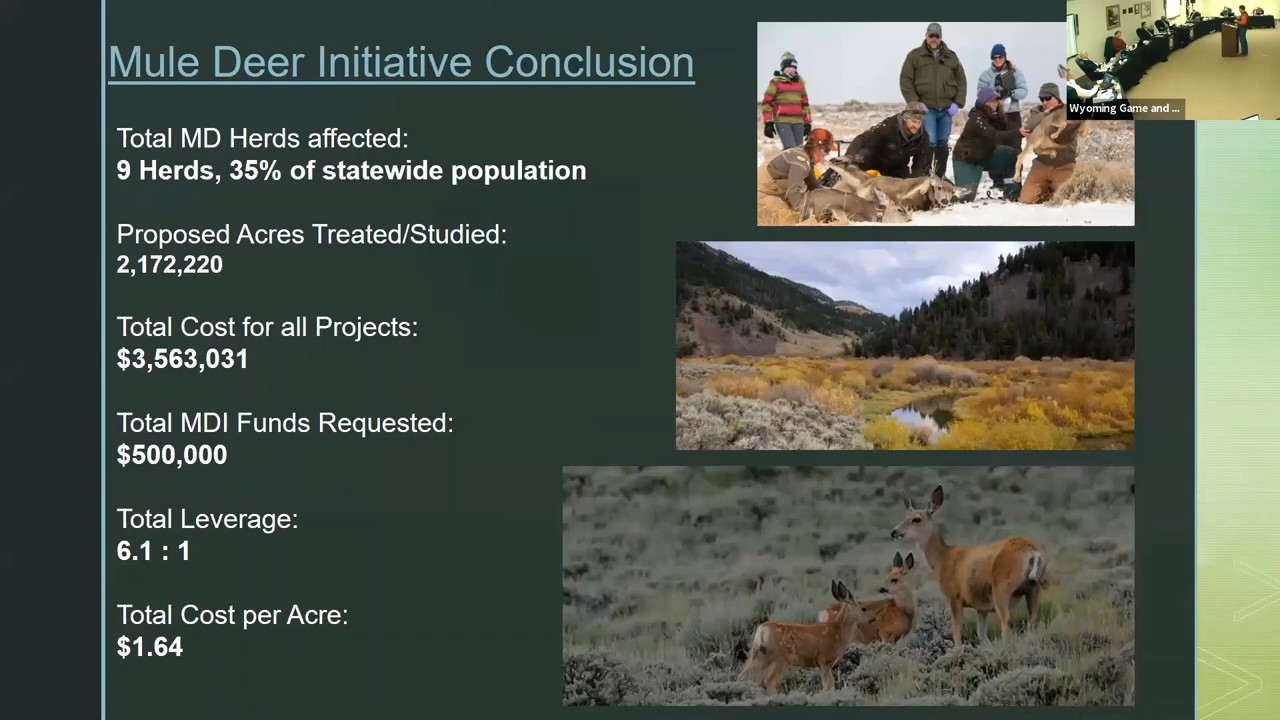 Mule Deer Initiative Conclusion
Total MD Herds affected:
9 Herds, 35% of statewide population
Proposed Acres Treated/Studied:
2,172,220
Total Cost for all Projects:
$3,563,031
Total MDI Funds Requested:
$500,000
Total Leverage:
6.1 : 1
Total Cost per Acre:
$1.64
Wyoming Game and ...